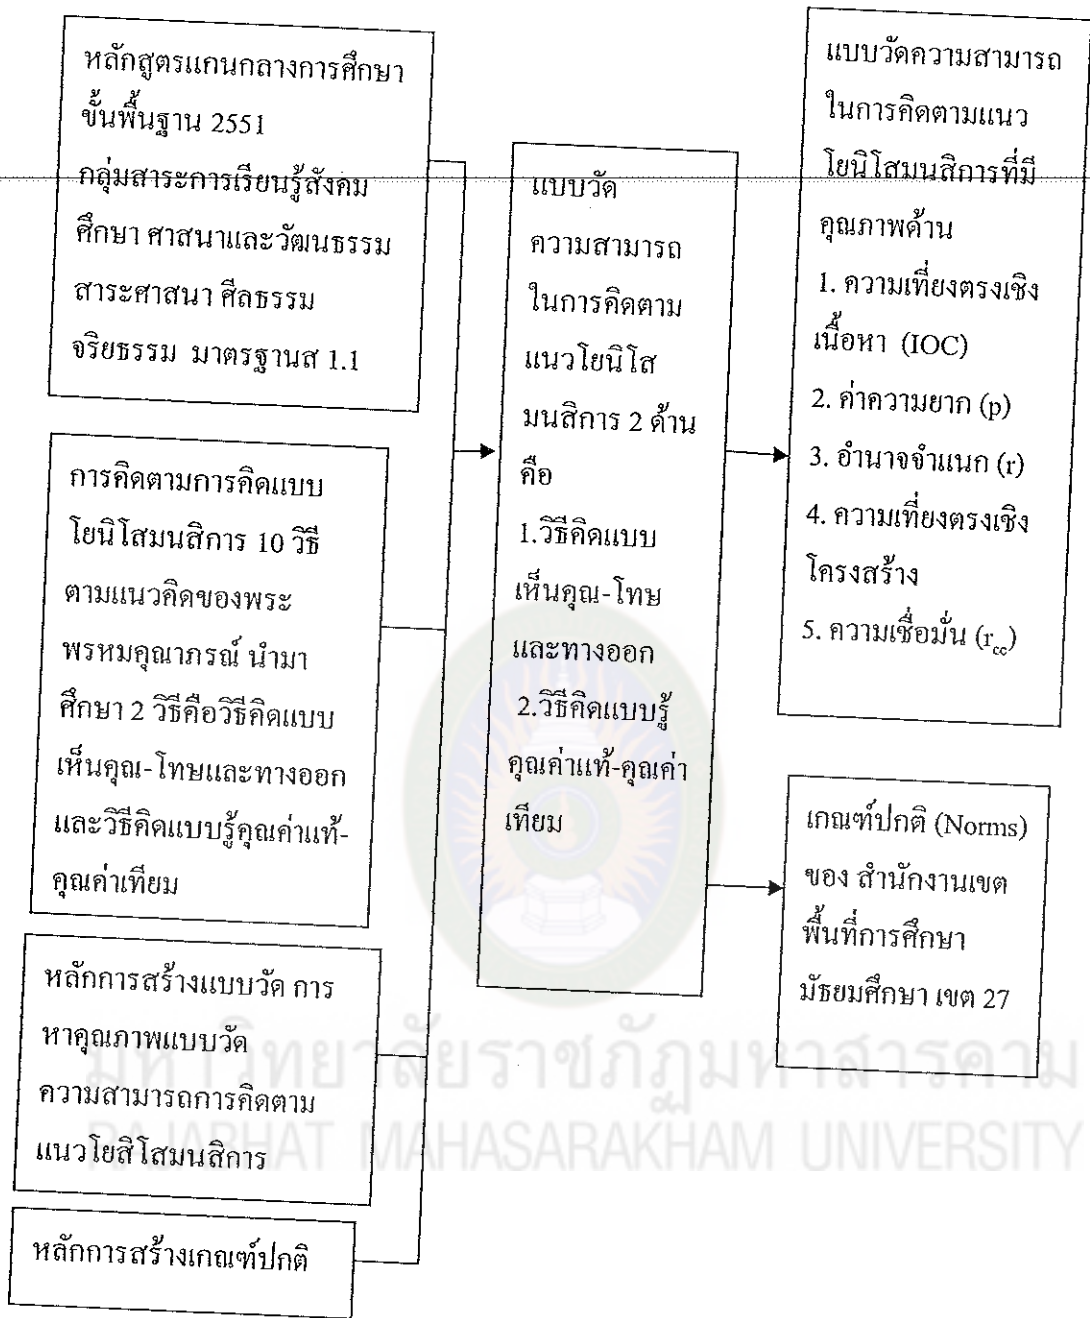 หลักสูตรแกนกลางการศึกษา
ขั้นพื้นฐาน 2551
กลุ่มสาระการเรียนรู้สังคม
ศึกษา ศาสนาและวัฒนธรรม
สาระศาสนา ศีลธรรม
จริยธรรม มาตรฐานส 1.1
การคิดตามการคิดแบบ
โยนิโสมนสิการ 10 วิธี
ตามแนวคิดของพระ
พรหมคุณาภรณ์ นำมา
ศึกษา 2 วิธีคือวิธีคิดแบบ
เห็นคุณ-โทษและทางออก
และวิธีคิดแบบรู้คุณค่าแท้-
คุณค่าเทียม
หลักการสร้างแบบวัด การ
หาคุณภาพแบบวัด
ความสามารถการคิดตาม
แนวโยสิโสมนสิการ
หลักการสร้างเกณฑ์ปกติ
แบบวัด
ความสามารถ
ในการคิดตาม
แนวโยนิโส
มนสิการ 2 ด้าน
คือ
1.วิธีคิดแบบ
เห็นคุณ-โทษ
และทางออก
2.วิธีคิดแบบรู้
คุณค่าแท้-คุณค่า
เทียม
แบบวัดความสามารถ
ในการคิดตามแนว
โยนิโสมนสิการที่มี
คุณภาพด้าน
1. ความเที่ยงตรงเชิง
เนื้อหา (IOC)
2. ค่าความยาก (p)
3. อำนาจจำแนก (r)
4. ความเที่ยงตรงเชิง
โครงสร้าง
5. ความเชื่อมั่น (r_cc)
เกณฑ์ปกติ (Norms)
ของ สำนักงานเขต
พื้นที่การศึกษา
มัธยมศึกษา เขต 27
มหาวิทยาลัยราชภัฏมหาสารคาม
RAJABHAT MAHASARAKHAM UNIVERSITY